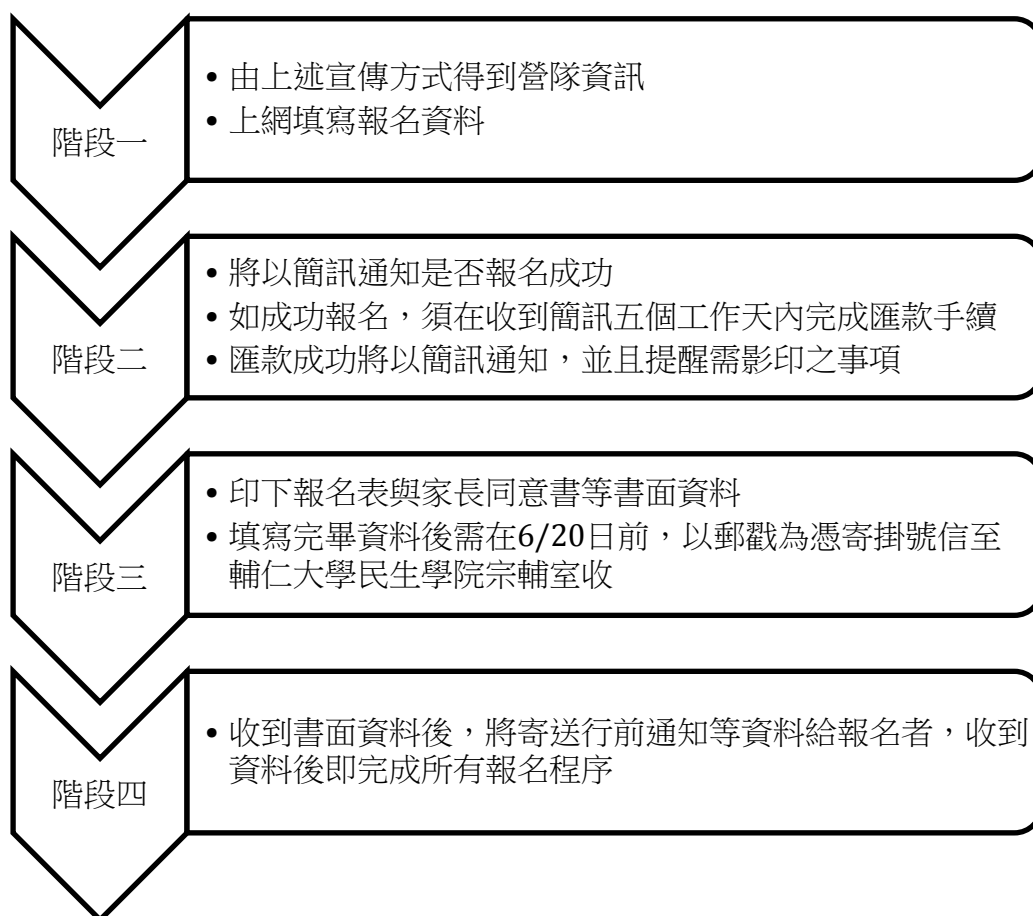 階段一
•由上述宣傳方式得到營隊資訊
•上網填寫報名資料
階段二
•將以簡訊通知是否報名成功
•如成功報名，須在收到簡訊五個工作天內完成匯款手續
•匯款成功將以簡訊通知，並且提醒需影印之事項
階段三
•印下報名表與家長同意書等書面資料
•填寫完畢資料後需在6/20日前，以郵戳為憑寄掛號信至
輔仁大學民生學院宗輔室收
階段四
•收到書面資料後，將寄送行前通知等資料給報名者，收到
資料後即完成所有報名程序